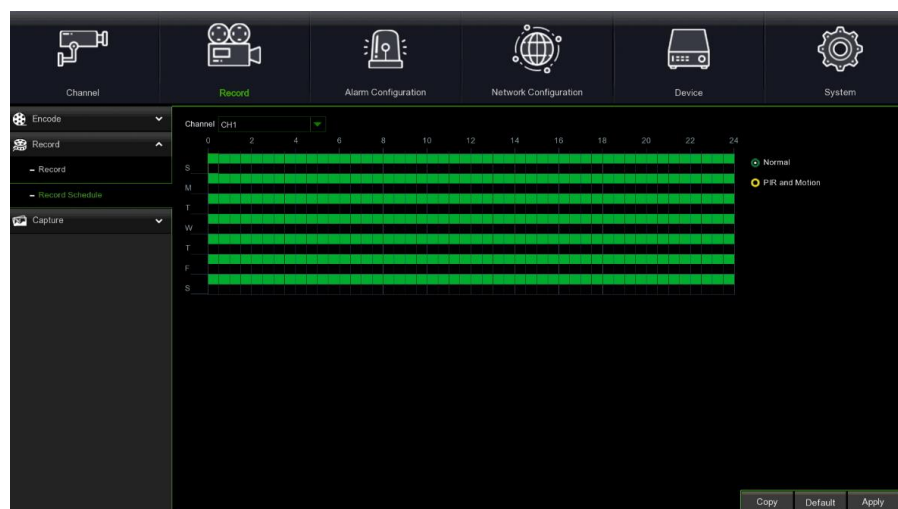 Channel Record Alarm Configuration Network Configuration Device System
Encode
Record
Record
Record Schedule
Capture
Channel CH1
0 2 4 6 8 10 12 14 16 18 20 22 24
S
M
T
W
T
F
S
Normal
PIR and Motion
Copy Default Apply